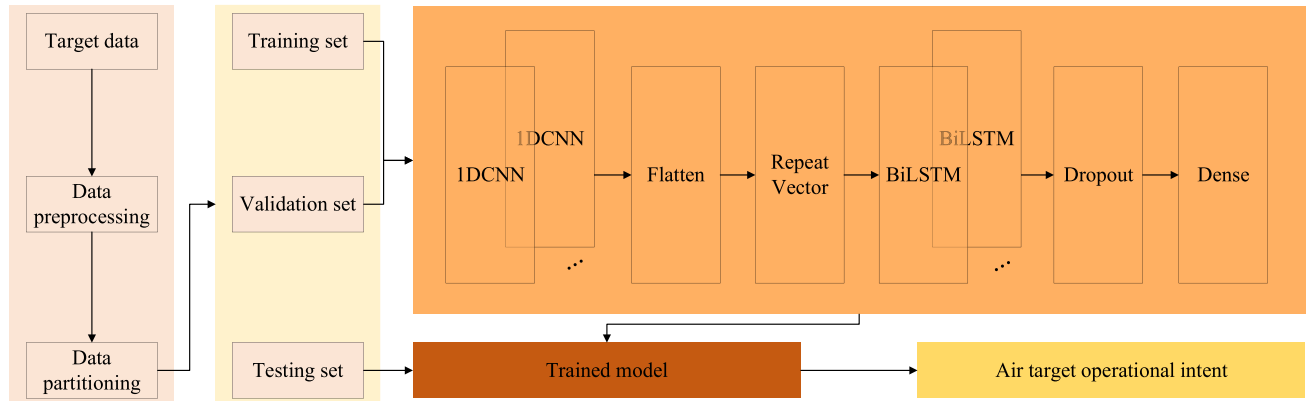 Target data
Data
preprocessing
Data
partitioning
Training set
Validation set
Testing set
1DCNN
1DCNN
...
Flatten
Repeat
Vector
BiLSTM
BiLSTM
...
Dropout
Dense
Trained model
Air target operational intent